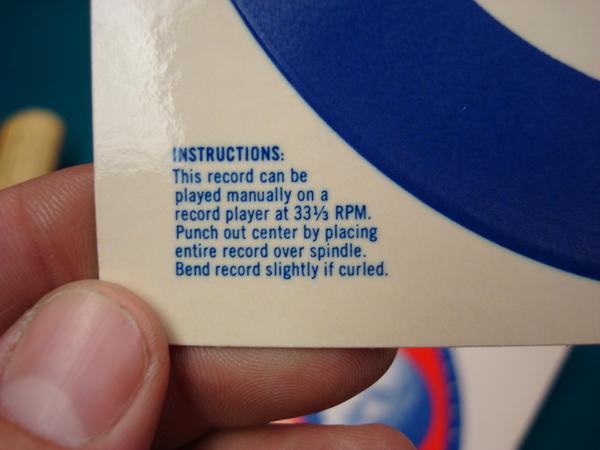 INSTRUCTIONS:
This record can be
played manually on a
record player at 33⅓ RPM.
Punch out center by placing
entire record over spindle.
Bend record slightly if curled.